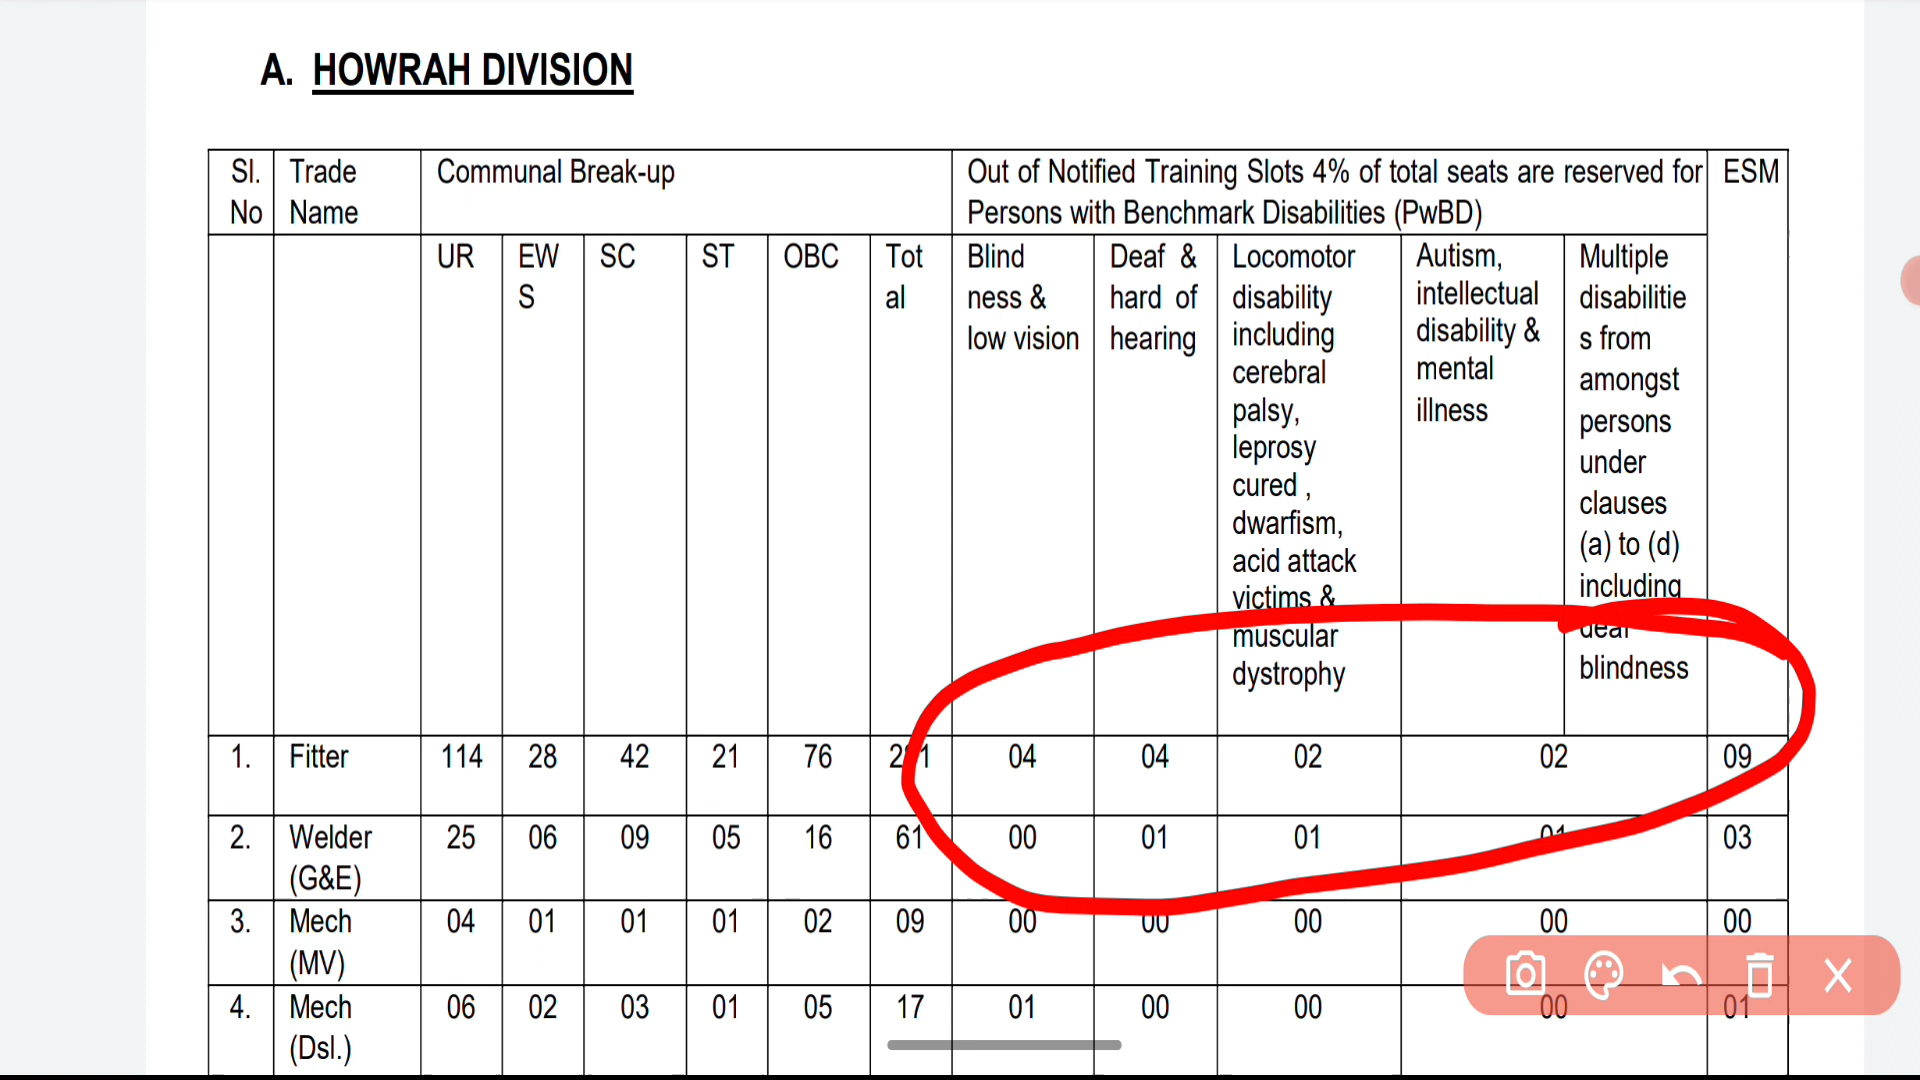 A. HOWRAH DIVISION
Sl. Trade Communal Break-up Out of Notified Training Slots 4% of total seats are reserved for ESM
No Name Persons with Benchmark Disabilities (PwBD)
UR EW SC ST OBC Tot Blind Deaf & Locomotor Autism, Multiple
S al ness & hard of disability intellectual disabilitie
low vision hearing including disability & s from
cerebral mental amongst
palsy, illness persons
leprosy under
cured , clauses
dwarfism, (a) to (d)
acid attack including
victims &
muscular deaf
dystrophy blindness
1. Fitter 114 28 42 21 76 04 04 02 02 09
2. Welder 25 06 09 05 16 61 00 01 01 01 03
(G&E)
3. Mech 04 01 01 01 02 09 00 00 00 00 00
(MV)
4. Mech 06 02 03 01 05 17 01 00 00 00 01
(Dsl.)